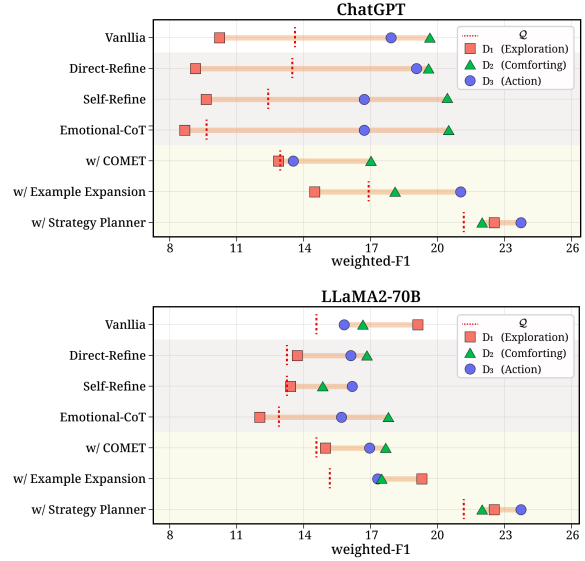 ChatGPT
Vanllia
Direct-Refine
Self-Refine
Emotional-CoT
w/ COMET
w/ Example Expansion
w/ Strategy Planner
𝒬
D₁ (Exploration)
D₂ (Comforting)
D₃ (Action)
8 11 14 17 20 23 26
weighted-F1
LLaMA2-70B
Vanllia
Direct-Refine
Self-Refine
Emotional-CoT
w/ COMET
w/ Example Expansion
w/ Strategy Planner
𝒬
D₁ (Exploration)
D₂ (Comforting)
D₃ (Action)
8 11 14 17 20 23 26
weighted-F1